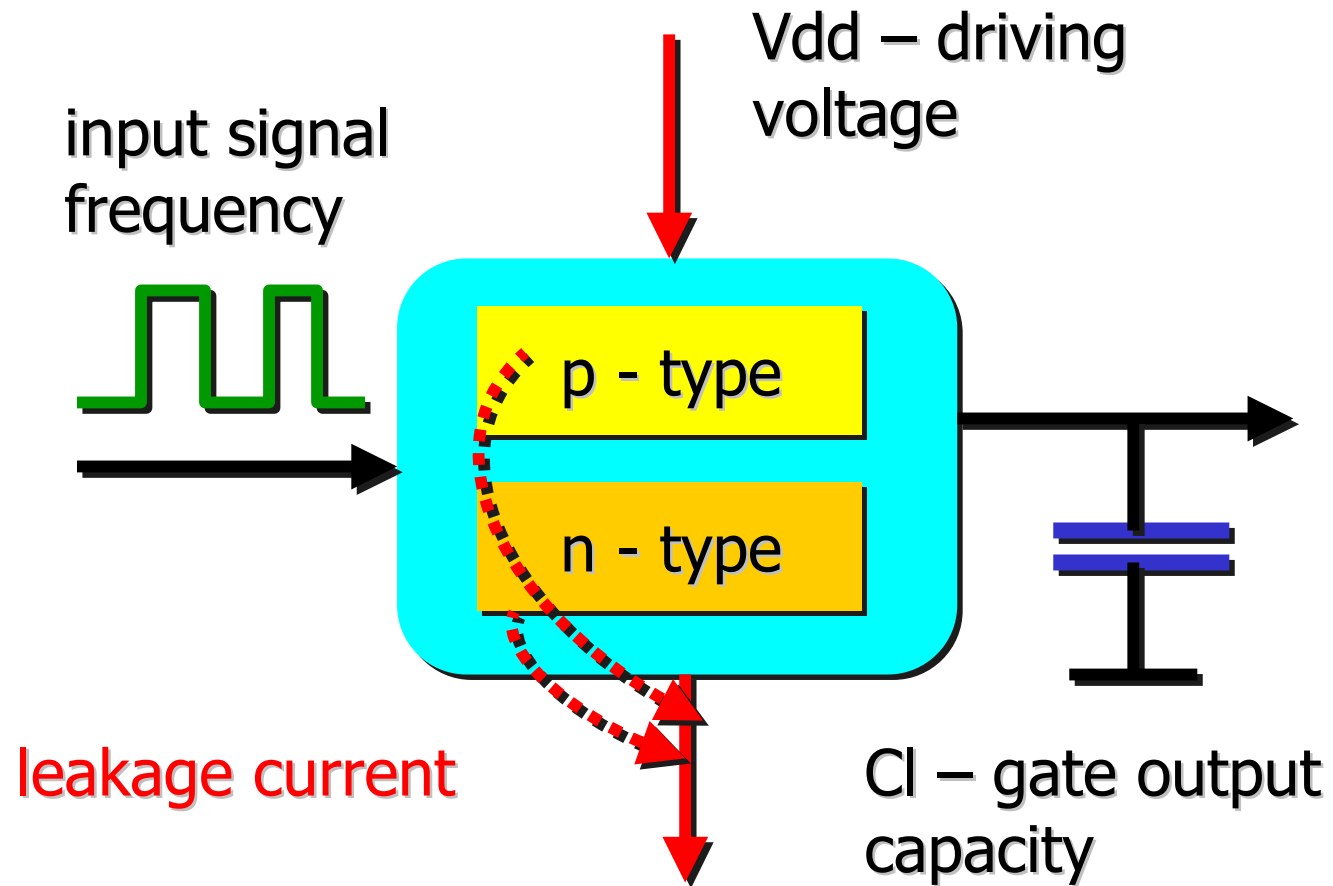 Vdd – driving
voltage
input signal
frequency
p - type
n - type
leakage current
Cl – gate output
capacity